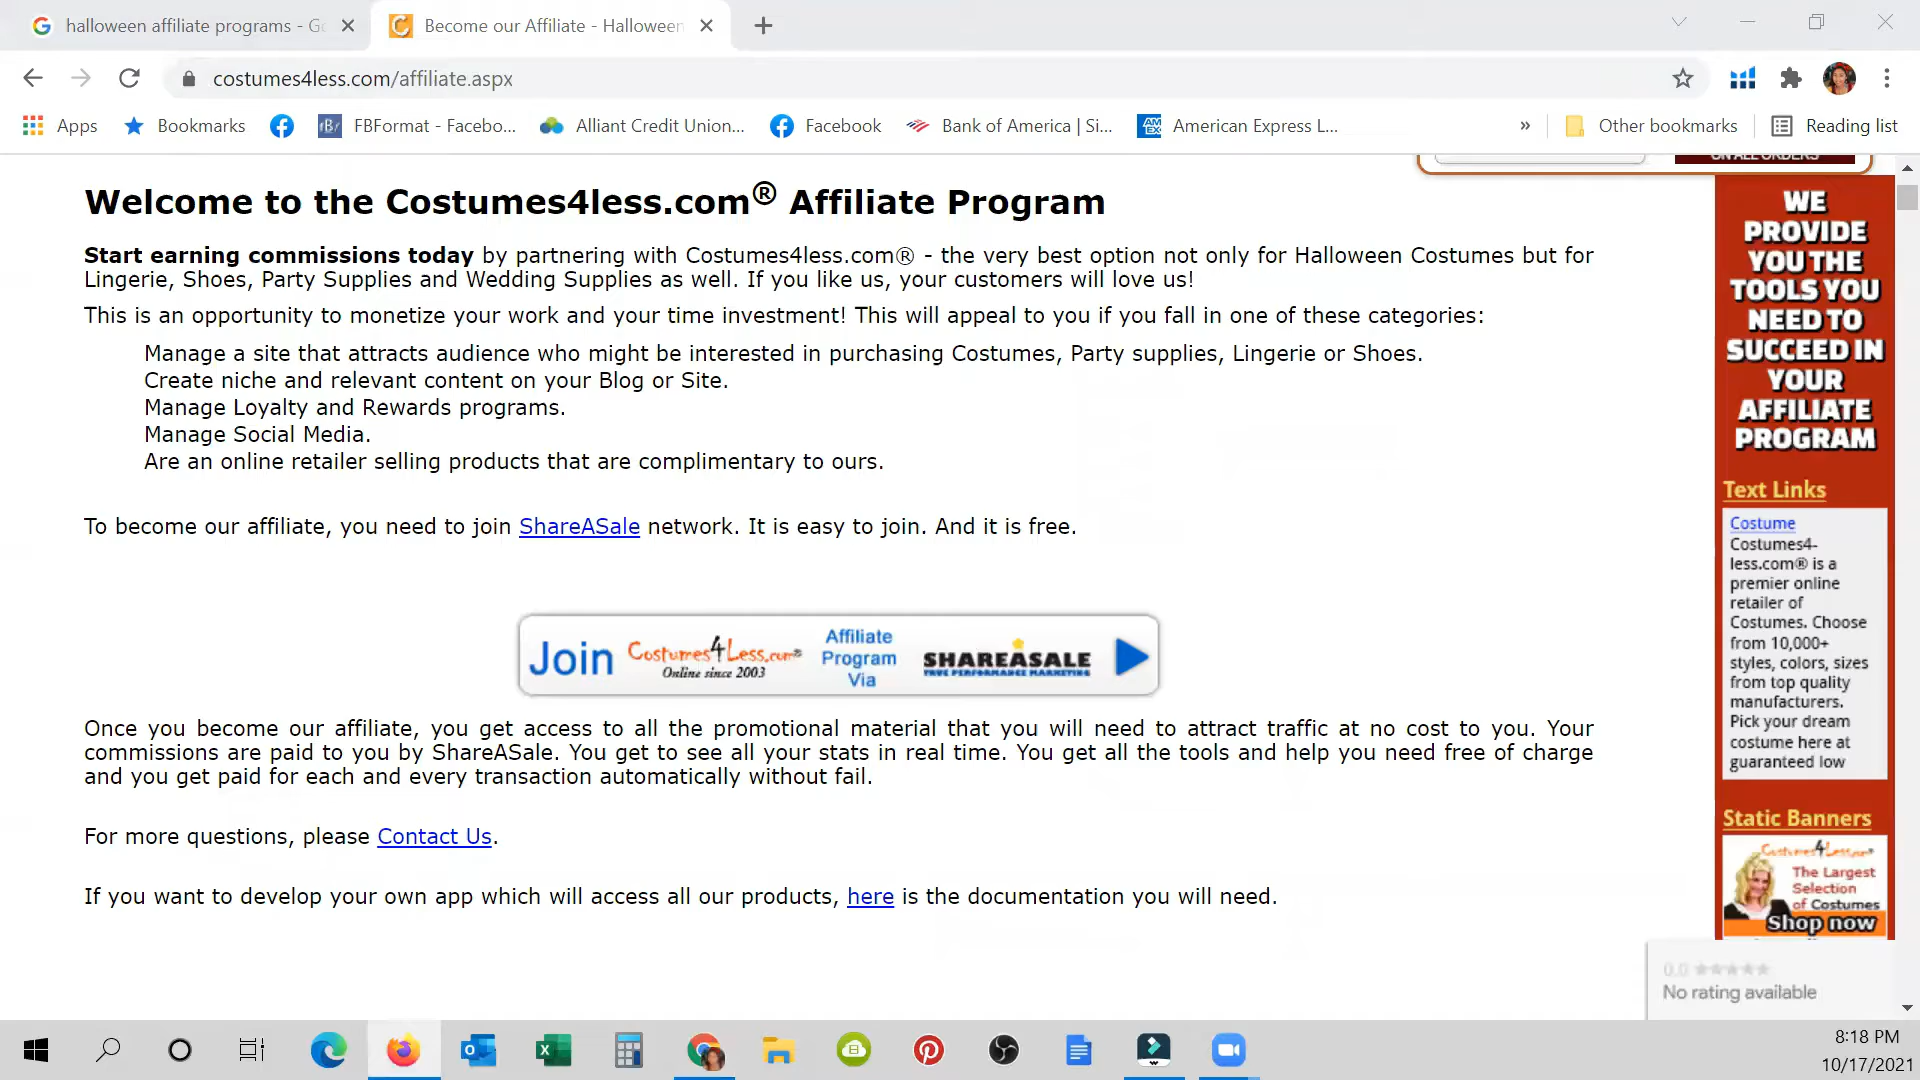 halloween affiliate programs - Go
Become our Affiliate - Halloween
costumes4less.com/affiliate.aspx
Apps
Bookmarks
FBFormat - Facebo...
Alliant Credit Union...
Facebook
Bank of America | Si...
American Express L...
»
Other bookmarks
Reading list
ON ALL ORDERS
Welcome to the Costumes4less.com® Affiliate Program
Start earning commissions today by partnering with Costumes4less.com® - the very best option not only for Halloween Costumes but for
Lingerie, Shoes, Party Supplies and Wedding Supplies as well. If you like us, your customers will love us!
This is an opportunity to monetize your work and your time investment! This will appeal to you if you fall in one of these categories:
Manage a site that attracts audience who might be interested in purchasing Costumes, Party supplies, Lingerie or Shoes.
Create niche and relevant content on your Blog or Site.
Manage Loyalty and Rewards programs.
Manage Social Media.
Are an online retailer selling products that are complimentary to ours.
To become our affiliate, you need to join ShareASale network. It is easy to join. And it is free.
Join
Costumes4Less.com®
Online since 2003
Affiliate
Program
Via
SHAREASALE
TRUE PERFORMANCE MARKETING
Once you become our affiliate, you get access to all the promotional material that you will need to attract traffic at no cost to you. Your
commissions are paid to you by ShareASale. You get to see all your stats in real time. You get all the tools and help you need free of charge
and you get paid for each and every transaction automatically without fail.
For more questions, please Contact Us.
If you want to develop your own app which will access all our products, here is the documentation you will need.
WE
PROVIDE
YOU THE
TOOLS YOU
NEED TO
SUCCEED IN
YOUR
AFFILIATE
PROGRAM
Text Links
Costume
Costumes4-
less.com® is a
premier online
retailer of
Costumes. Choose
from 10,000+
styles, colors, sizes
from top quality
manufacturers.
Pick your dream
costume here at
guaranteed low
Static Banners
Costumes4Less.com®
The Largest
Selection
of Costumes
Shop now
0.0
No rating available
8:18 PM
10/17/2021